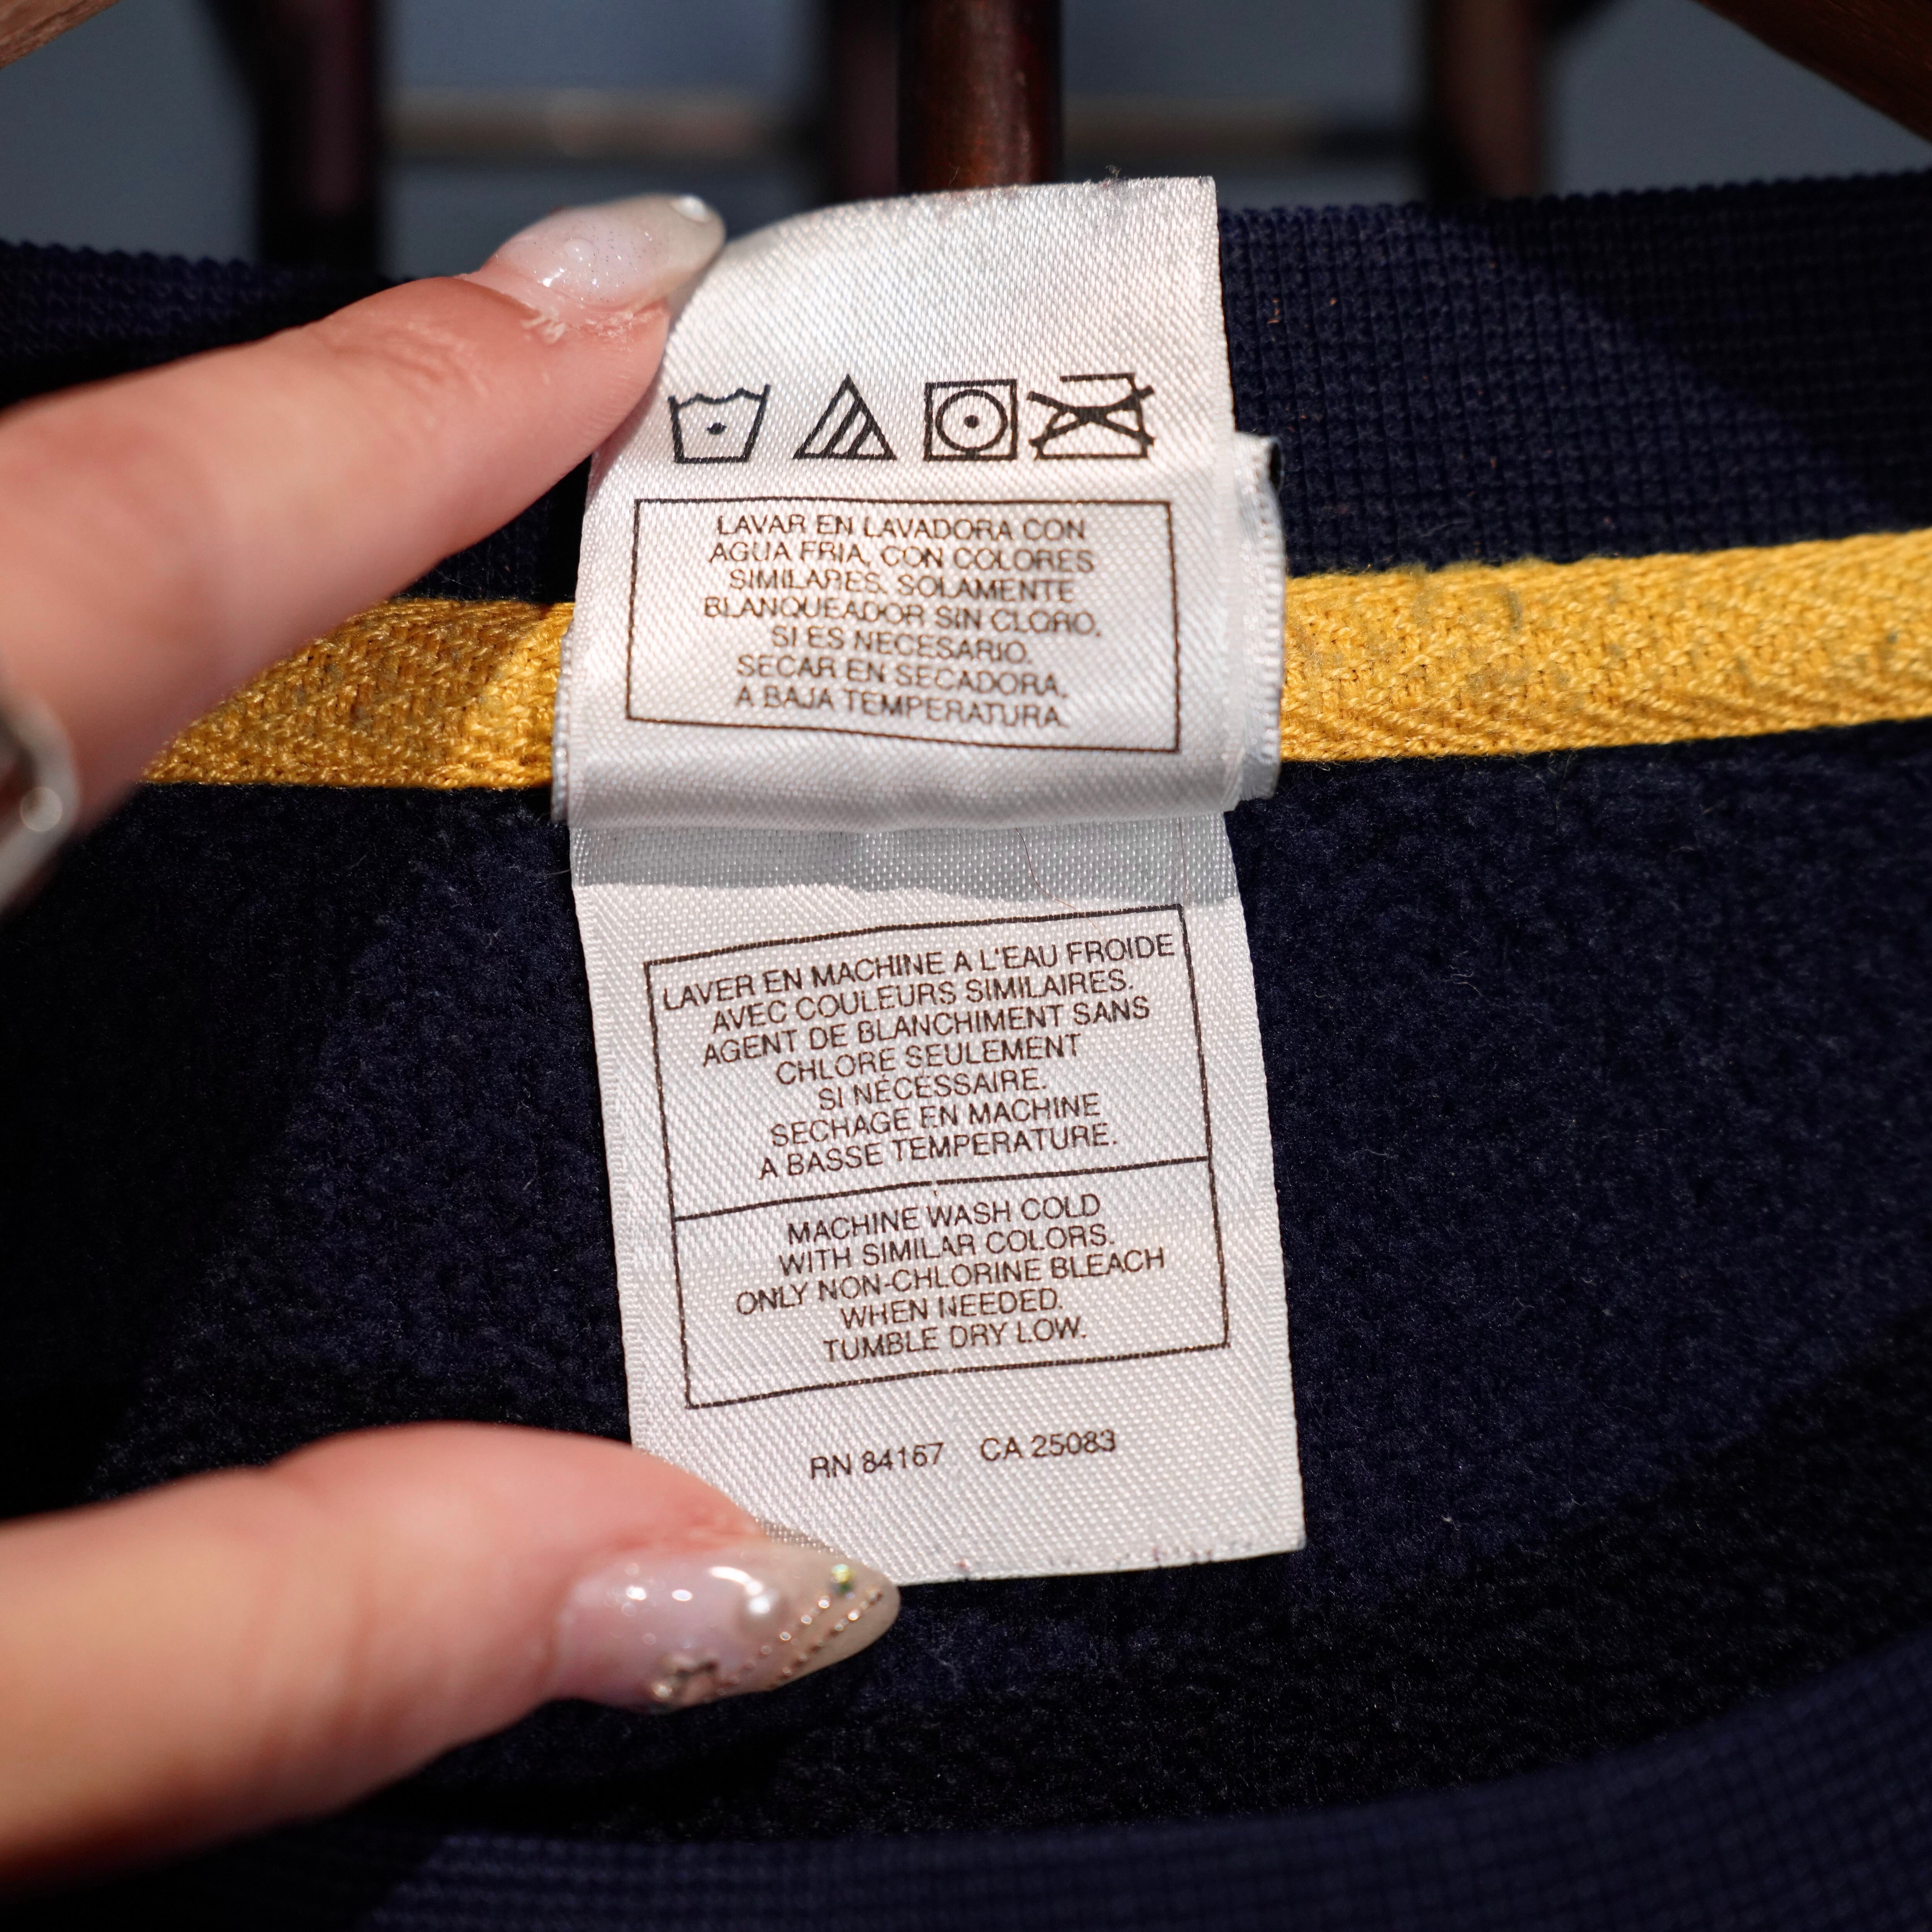 LAVAR EN LAVADORA CON
AGUA FRIA, CON COLORES
SIMILARES. SOLAMENTE
BLANQUEADOR SIN CLORO,
SI ES NECESARIO.
SECAR EN SECADORA,
A BAJA TEMPERATURA.
LAVER EN MACHINE A L'EAU FROIDE
AVEC COULEURS SIMILAIRES.
AGENT DE BLANCHIMENT SANS
CHLORE SEULEMENT
SI NÉCESSAIRE.
SECHAGE EN MACHINE
A BASSE TEMPERATURE.
MACHINE WASH COLD
WITH SIMILAR COLORS.
ONLY NON-CHLORINE BLEACH
WHEN NEEDED.
TUMBLE DRY LOW.
RN 84167 CA 25083